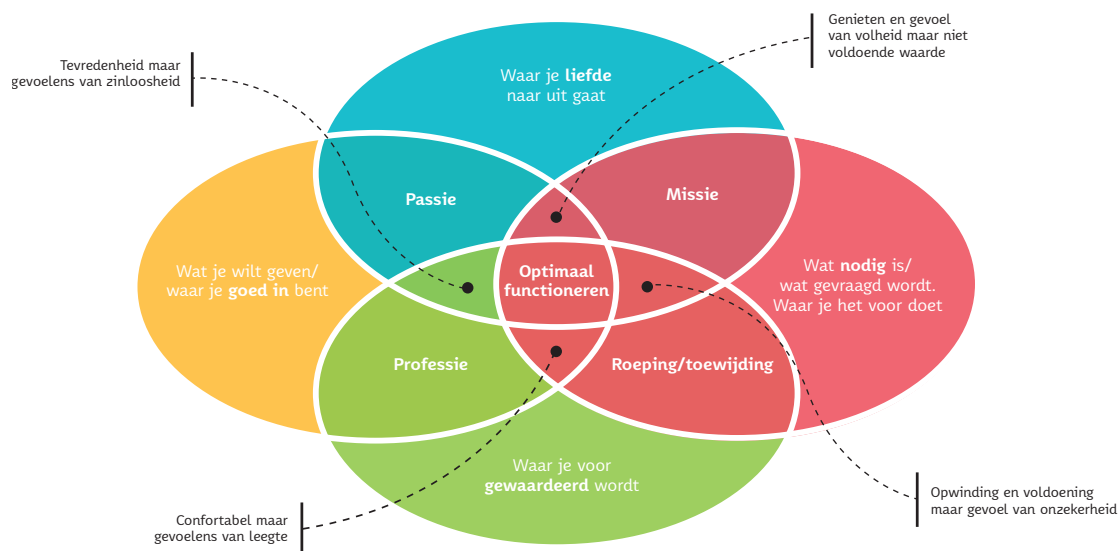 Genieten en gevoel
van volheid maar niet
voldoende waarde
Tevredenheid maar
gevoelens van zinloosheid
Waar je liefde
naar uit gaat
Passie
Missie
Wat je wilt geven/
waar je goed in bent
Optimaal
functioneren
Wat nodig is/
wat gevraagd wordt.
Waar je het voor doet
Professie
Roeping/toewijding
Waar je voor
gewaardeerd wordt
Confortabel maar
gevoelens van leegte
Opwinding en voldoening
maar gevoel van onzekerheid